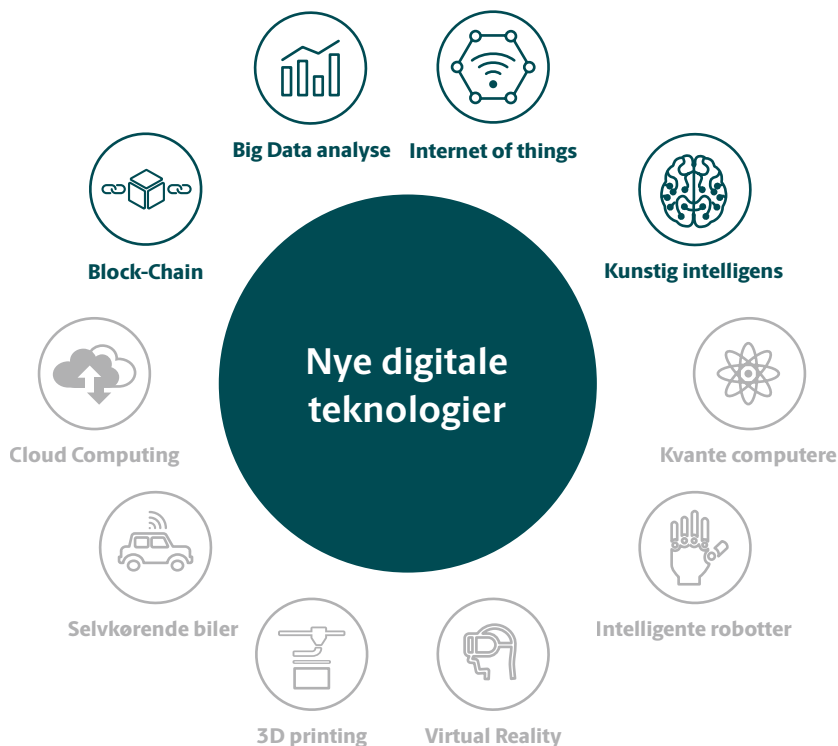 Big Data analyse
Internet of things
Block-Chain
Kunstig intelligens
Nye digitale
teknologier
Cloud Computing
Kvante computere
Selvkørende biler
Intelligente robotter
3D printing
Virtual Reality